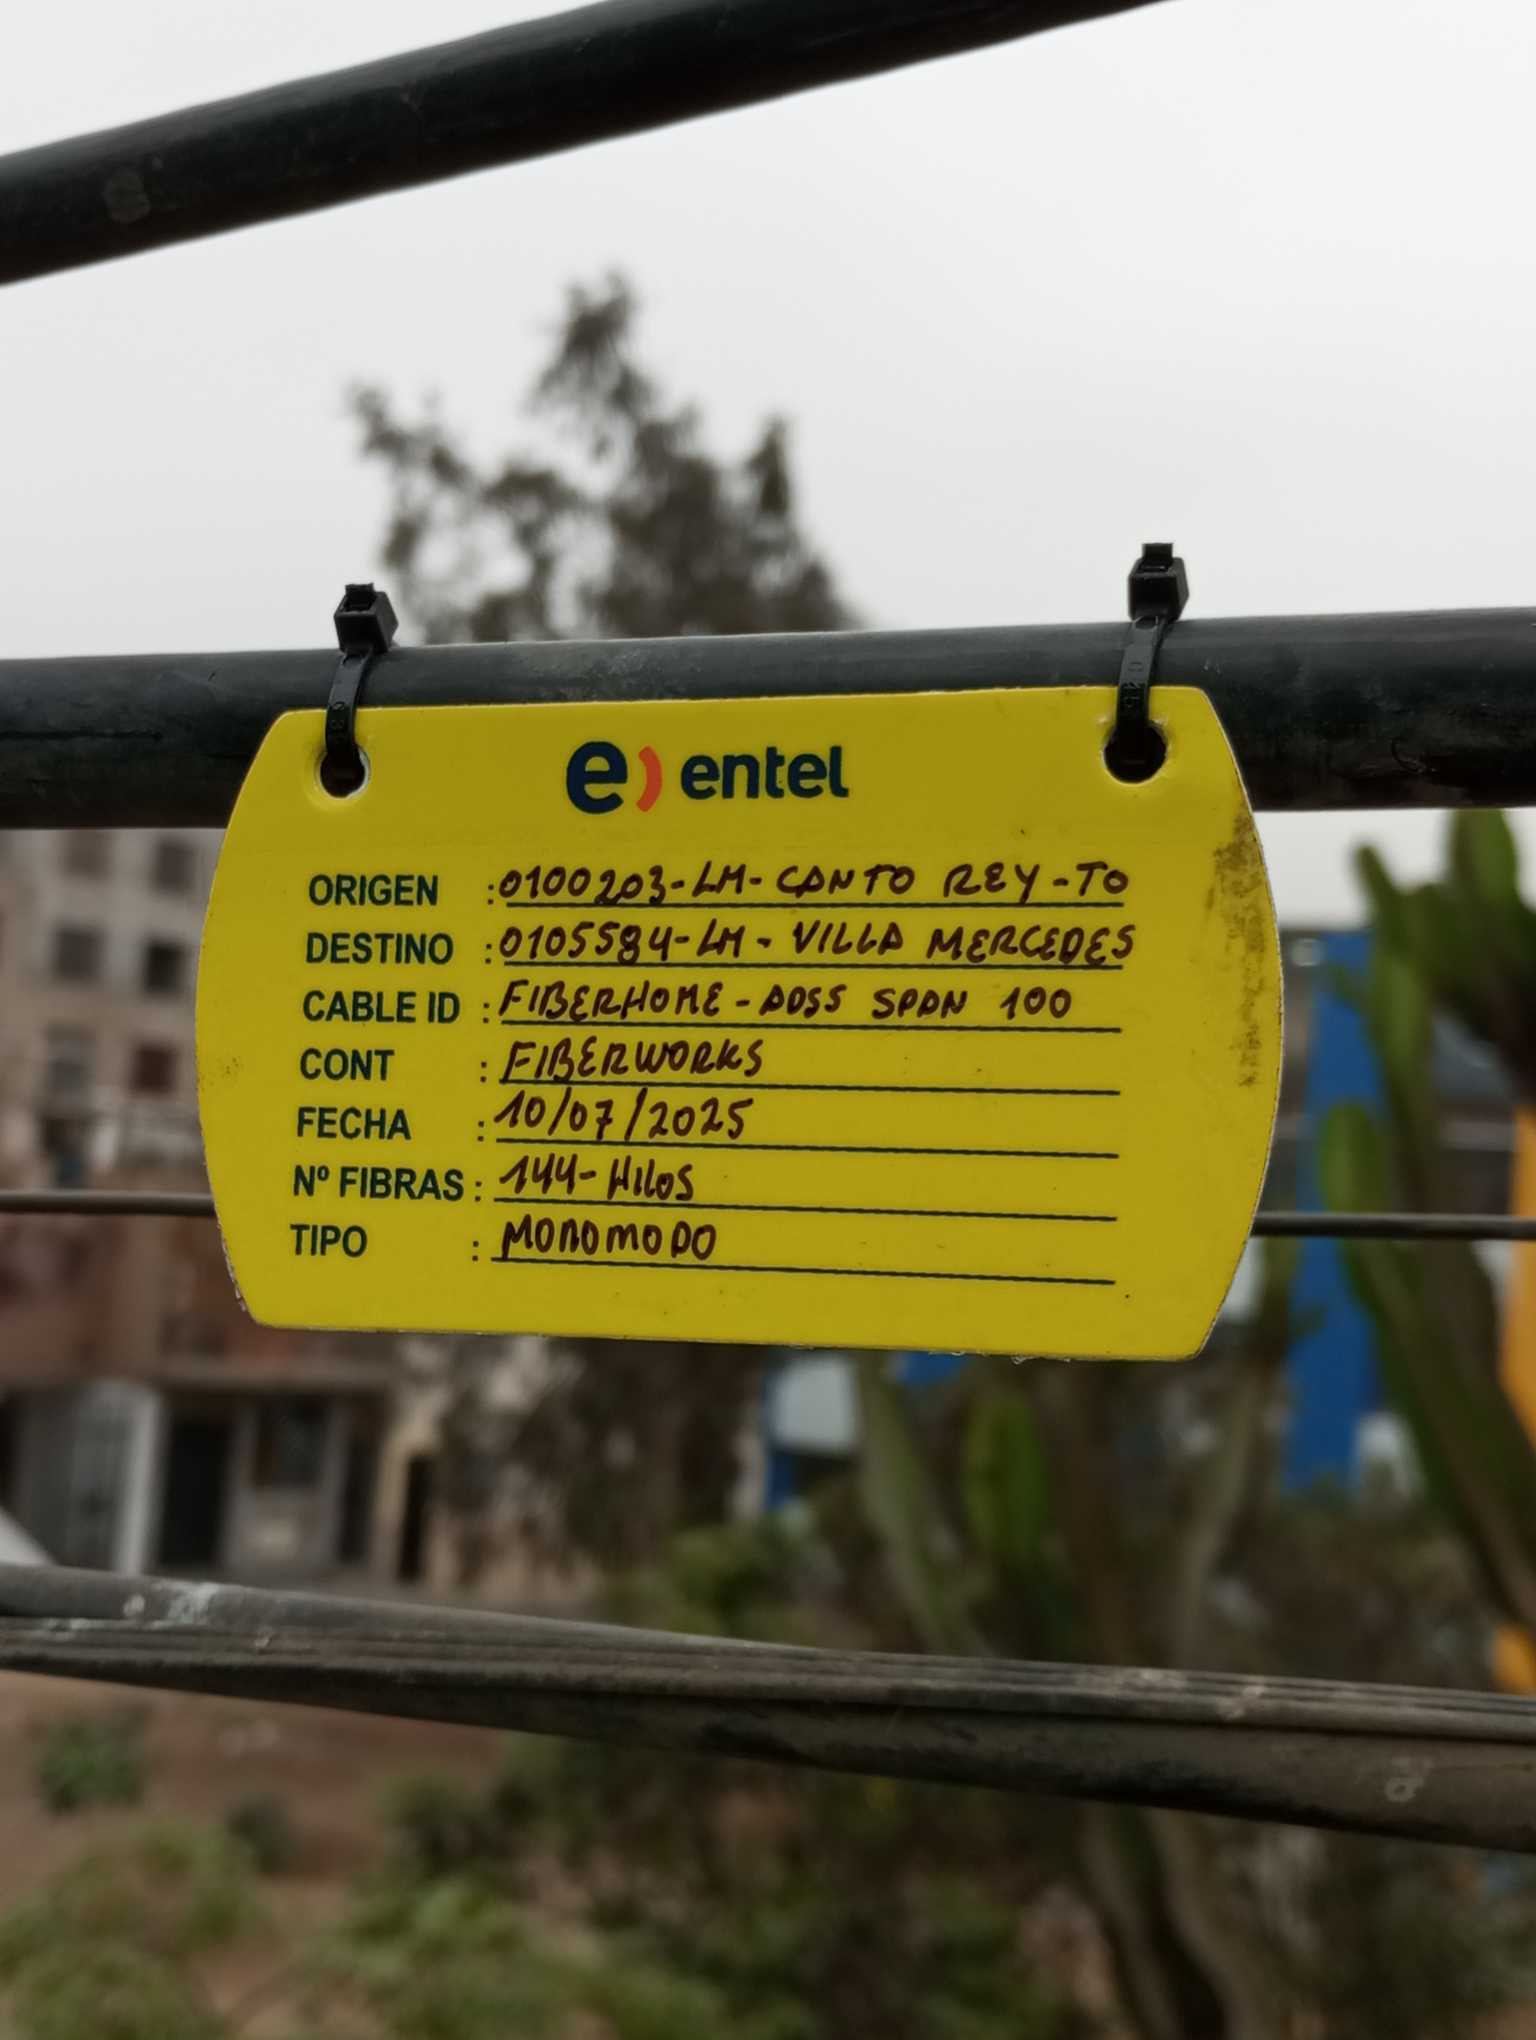 e) entel
ORIGEN : 0100203-LM-CANTO REY-TO
DESTINO : 0105584-LM-VILLA MERCEDES
CABLE ID : FIBERHOME-ADSS SPAN 100
CONT : FIBERWORKS
FECHA : 10/07/2025
Nº FIBRAS : 144-HILOS
TIPO : MONOMODO